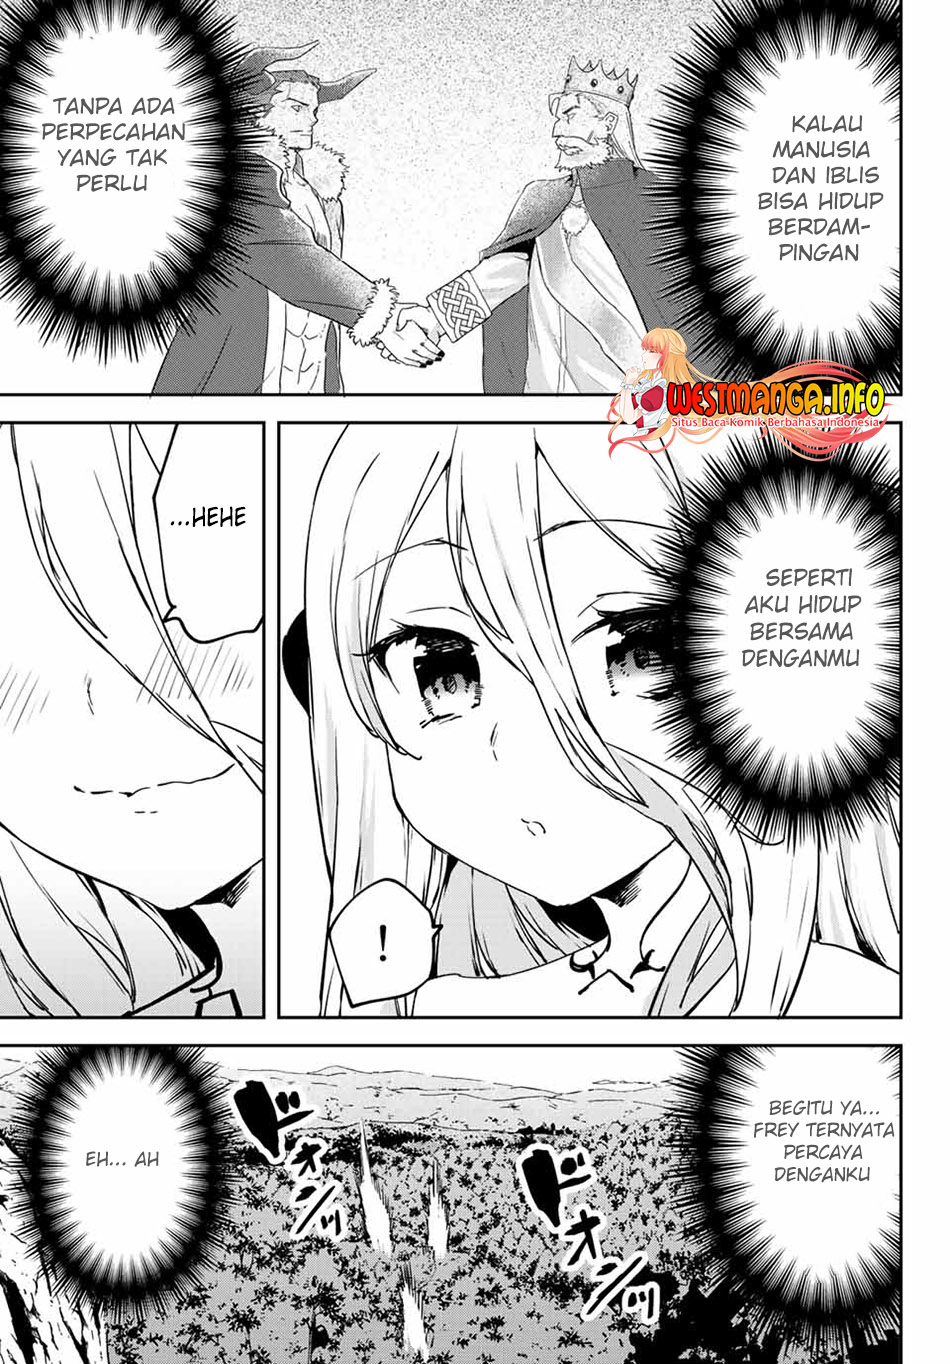 KALAU
MANUSIA
DAN IBLIS
BISA HIDUP
BERDAM-
PINGAN
TANPA ADA
PERPECAHAN
YANG TAK
PERLU
WESTMANGA.INFO
Situs Baca Komik Berbahasa Indonesia
SEPERTI
AKU HIDUP
BERSAMA
DENGANMU
!
...HEHE
BEGITU YA...
FREY TERNYATA
PERCAYA
DENGANKU
ドオンッ
ドオンッ
EH... AH